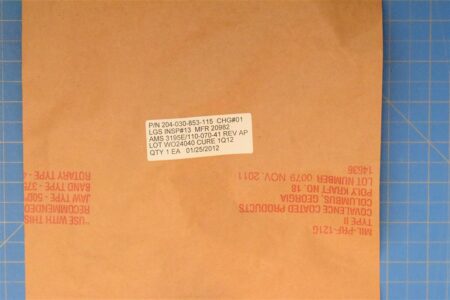 P/N 204-030-853-115 CHG#01
LGS INSP#13 MFR 20982
AMS 3195E/110-070-41 REV AP
LOT WO24040 CURE 1Q12
QTY 1 EA 01/25/2012
MIL-PRF-121G
TYPE II
COVALENCE COATED PRODUCTS
COLUMBUS, GEORGIA
POLY KRAFT NO. 18
LOT NUMBER 0079 NOV. 2011
14636
"USE WITH THIS
RECOMMENDED
JAW TYPE - 500°
BAND TYPE - 375
ROTARY TYPE -